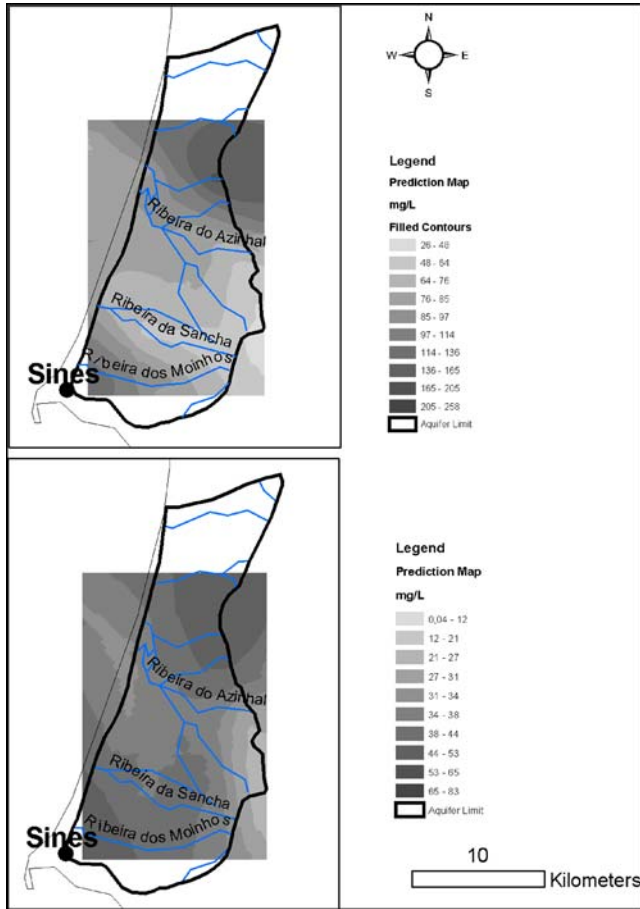 N
W E
S
Legend
Prediction Map
mg/L
Filled Contours
26 - 48
48 - 64
64 - 76
76 - 85
85 - 97
97 - 114
114 - 136
136 - 165
165 - 205
205 - 258
Aquifer Limit
Ribeira do Azinhal
Ribeira da Sancha
Ribeira dos Moinhos
Sines
Legend
Prediction Map
mg/L
0,04 - 12
12 - 21
21 - 27
27 - 31
31 - 34
34 - 38
38 - 44
44 - 53
53 - 65
65 - 83
Aquifer Limit
Ribeira do Azinhal
Ribeira da Sancha
Ribeira dos Moinhos
Sines
10
Kilometers